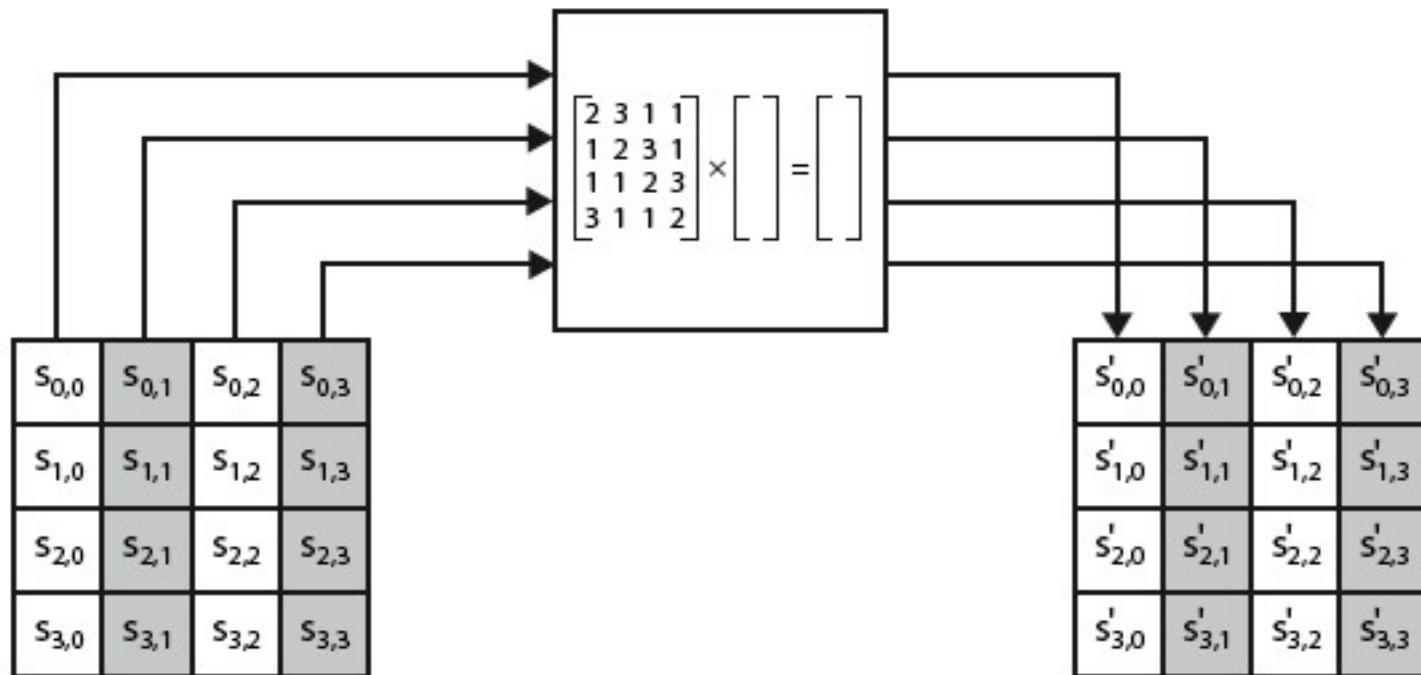 2 3 1 1
1 2 3 1
1 1 2 3
3 1 1 2
× =
S0,0 S0,1 S0,2 S0,3
S1,0 S1,1 S1,2 S1,3
S2,0 S2,1 S2,2 S2,3
S3,0 S3,1 S3,2 S3,3
S'0,0 S'0,1 S'0,2 S'0,3
S'1,0 S'1,1 S'1,2 S'1,3
S'2,0 S'2,1 S'2,2 S'2,3
S'3,0 S'3,1 S'3,2 S'3,3